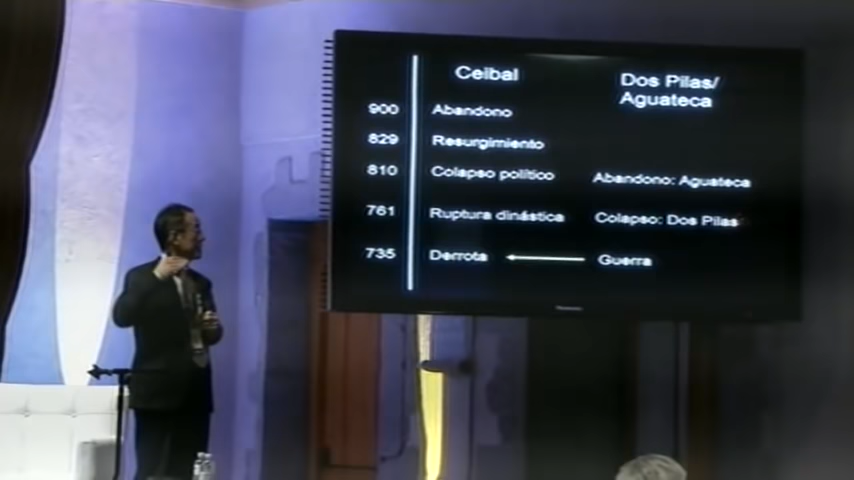 Ceibal
Dos Pilas/
Aguateca
900 Abandono
829 Resurgimiento
810 Colapso político Abandono: Aguateca
761 Ruptura dinástica Colapso: Dos Pilas
735 Derrota Guerra